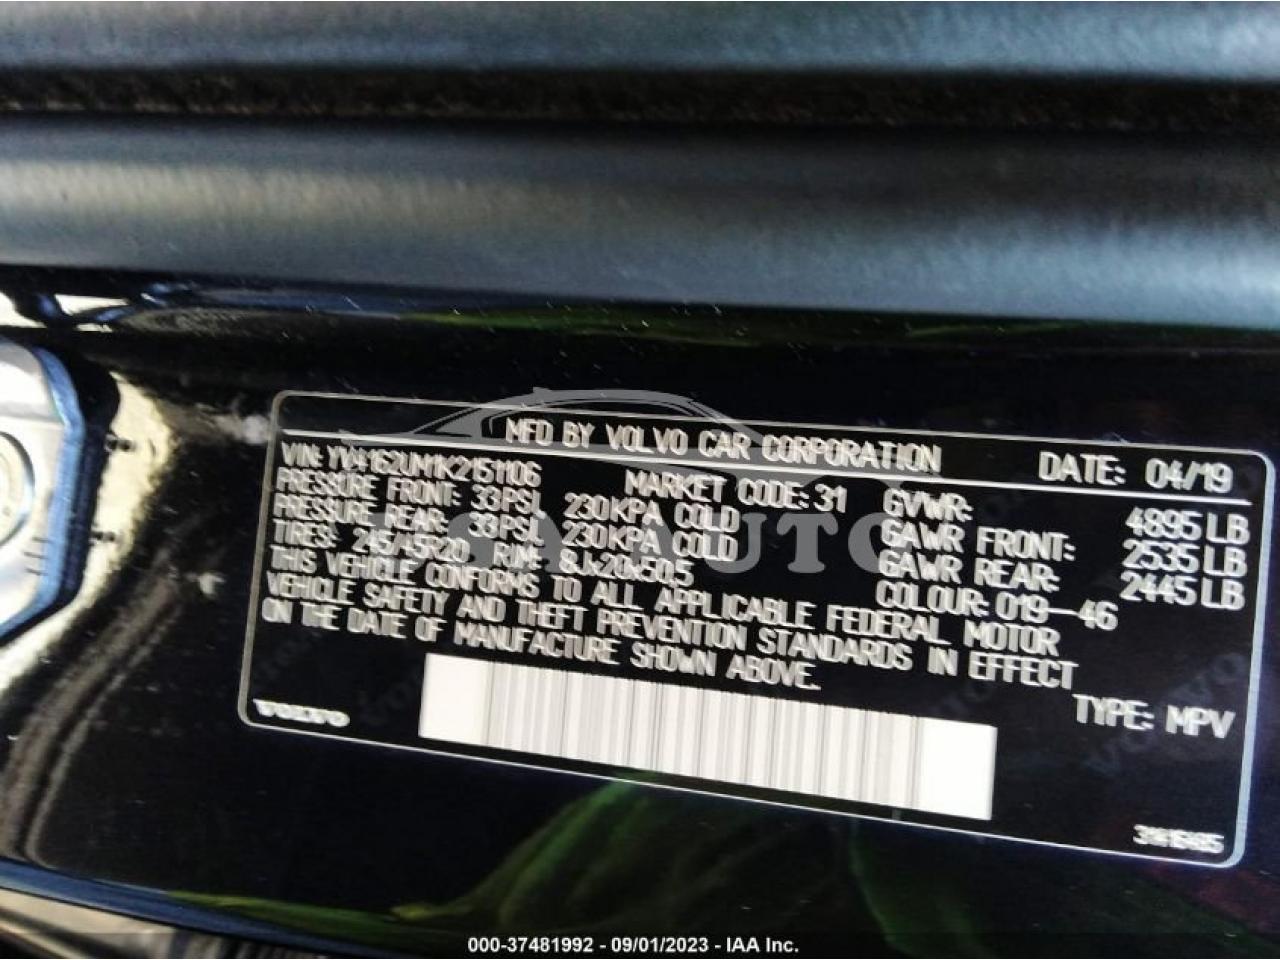 MFD BY VOLVO CAR CORPORATION DATE: 04/19
VIN: YV4162UM1K2151106 MARKET CODE: 31 GVWR: 4895 LB
PRESSURE FRONT: 33PSI, 230KPA COLD GAWR FRONT: 2535 LB
PRESSURE REAR: 33PSI, 230KPA COLD GAWR REAR: 2445 LB
TIRES: 245/45R20 RIM: 8Jx20x50,5 COLOUR: 019-46
THIS VEHICLE CONFORMS TO ALL APPLICABLE FEDERAL MOTOR
VEHICLE SAFETY AND THEFT PREVENTION STANDARDS IN EFFECT
ON THE DATE OF MANUFACTURE SHOWN ABOVE.
TYPE: MPV
VOLVO
000-37481992 - 09/01/2023 - IAA Inc.